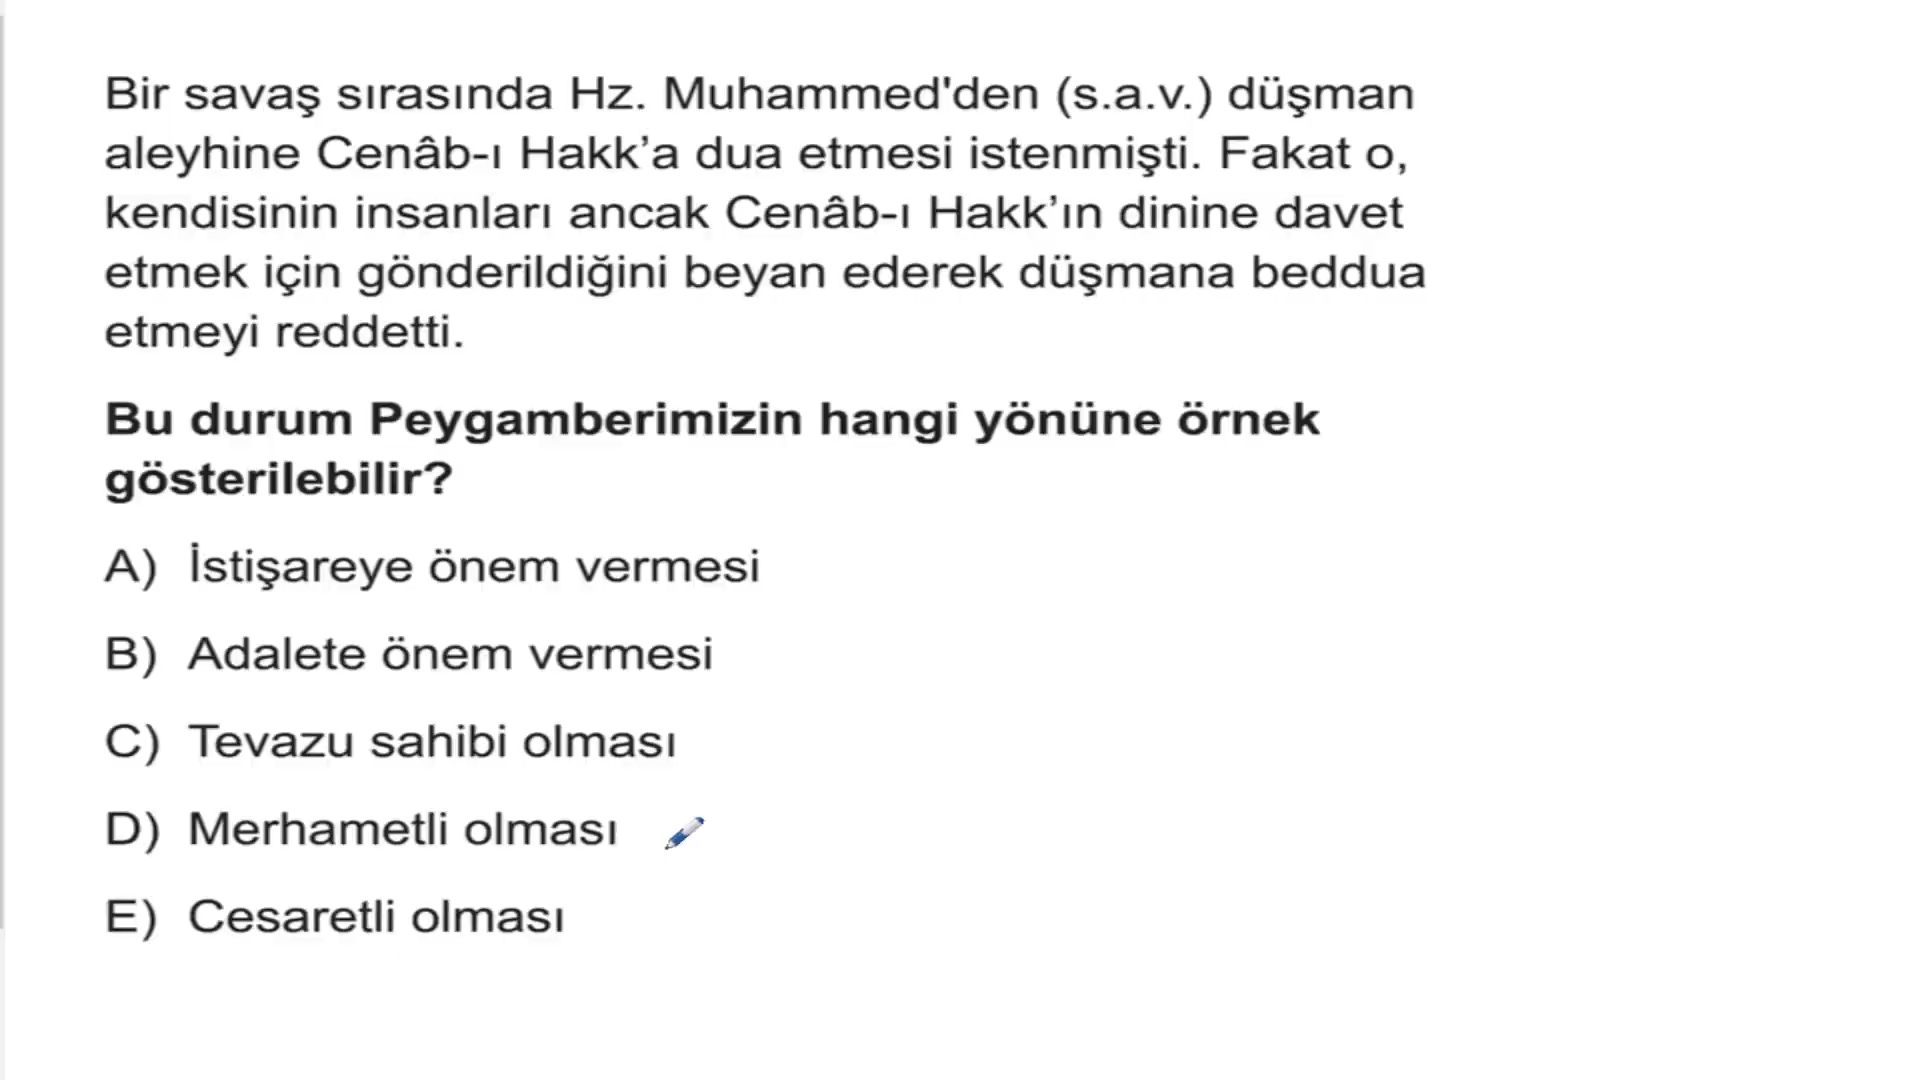 Bir savaş sırasında Hz. Muhammed'den (s.a.v.) düşman
aleyhine Cenâb-ı Hakk’a dua etmesi istenmişti. Fakat o,
kendisinin insanları ancak Cenâb-ı Hakk’ın dinine davet
etmek için gönderildiğini beyan ederek düşmana beddua
etmeyi reddetti.
Bu durum Peygamberimizin hangi yönüne örnek
gösterilebilir?
A) İstişareye önem vermesi
B) Adalete önem vermesi
C) Tevazu sahibi olması
D) Merhametli olması
E) Cesaretli olması